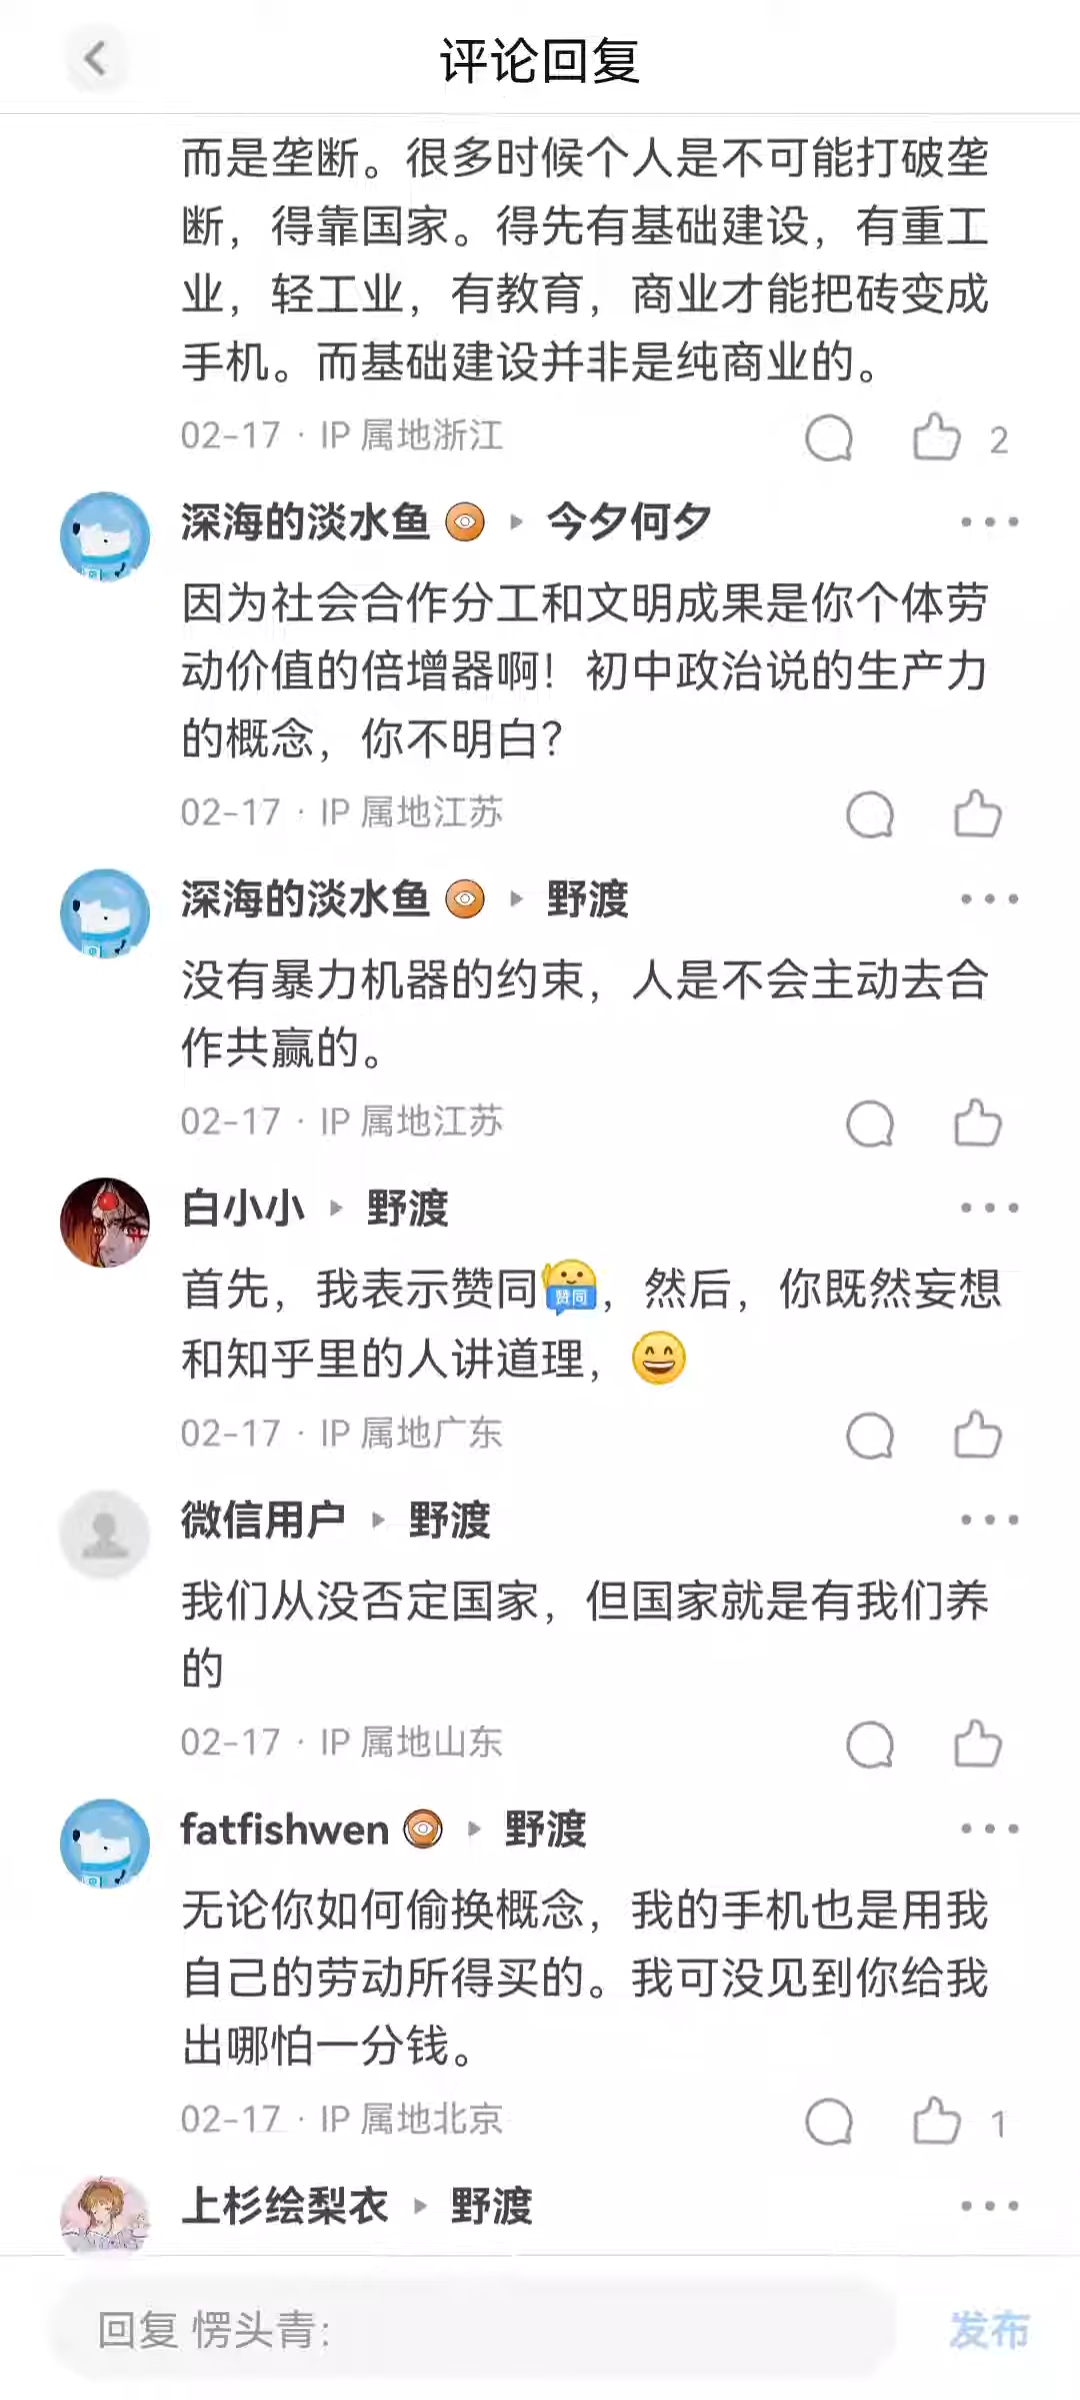 评论回复
而是垄断。很多时候个人是不可能打破垄
断，得靠国家。得先有基础建设，有重工
业，轻工业，有教育，商业才能把砖变成
手机。而基础建设并非是纯商业的。
02-17 · IP 属地浙江 2
深海的淡水鱼 ▸ 今夕何夕
因为社会合作分工和文明成果是你个体劳
动价值的倍增器啊！初中政治说的生产力
的概念，你不明白？
02-17 · IP 属地江苏
深海的淡水鱼 ▸ 野渡
没有暴力机器的约束，人是不会主动去合
作共赢的。
02-17 · IP 属地江苏
白小小 ▸ 野渡
首先，我表示赞同赞同，然后，你既然妄想
和知乎里的人讲道理，😄
02-17 · IP 属地广东
微信用户 ▸ 野渡
我们从没否定国家，但国家就是有我们养
的
02-17 · IP 属地山东
fatfishwen ▸ 野渡
无论你如何偷换概念，我的手机也是用我
自己的劳动所得买的。我可没见到你给我
出哪怕一分钱。
02-17 · IP 属地北京 1
上杉绘梨衣 ▸ 野渡
回复 愣头青: 发布